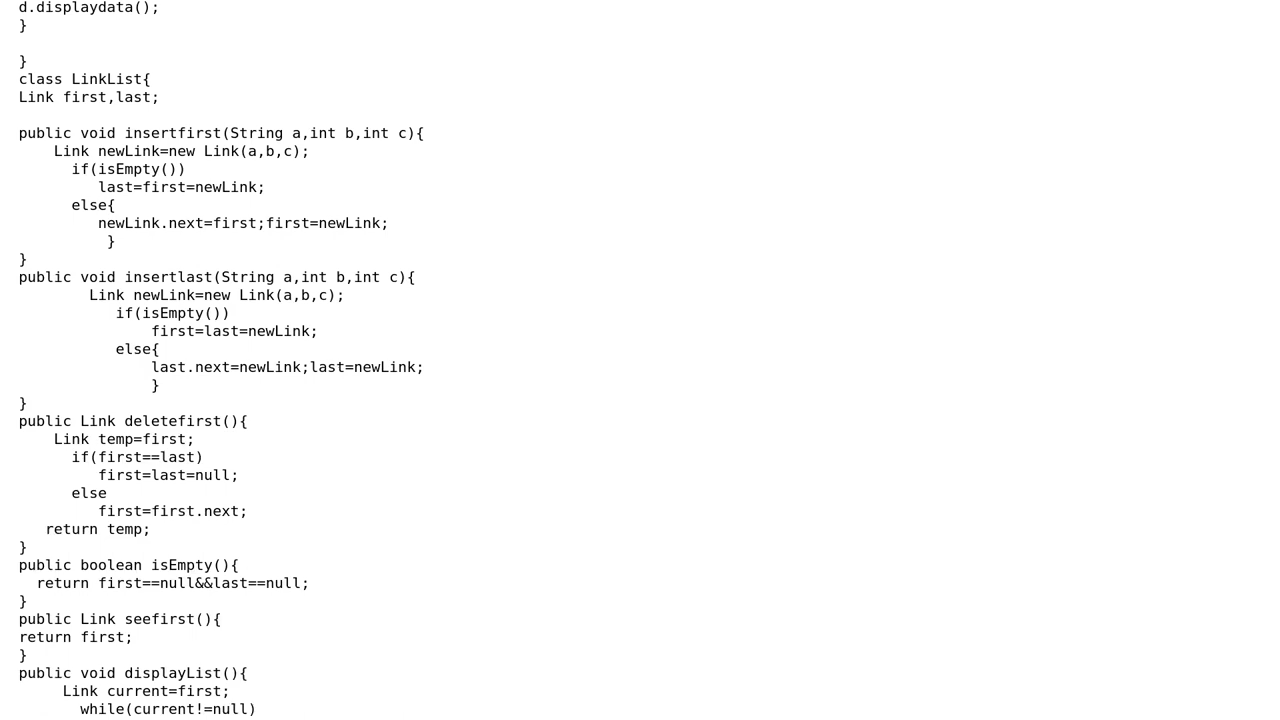 d.displaydata();
}
}
class LinkList{
Link first,last;
public void insertfirst(String a,int b,int c){
Link newLink=new Link(a,b,c);
if(isEmpty())
last=first=newLink;
else{
newLink.next=first;first=newLink;
}
}
public void insertlast(String a,int b,int c){
Link newLink=new Link(a,b,c);
if(isEmpty())
first=last=newLink;
else{
last.next=newLink;last=newLink;
}
}
public Link deletefirst(){
Link temp=first;
if(first==last)
first=last=null;
else
first=first.next;
return temp;
}
public boolean isEmpty(){
return first==null&&last==null;
}
public Link seefirst(){
return first;
}
public void displayList(){
Link current=first;
while(current!=null)